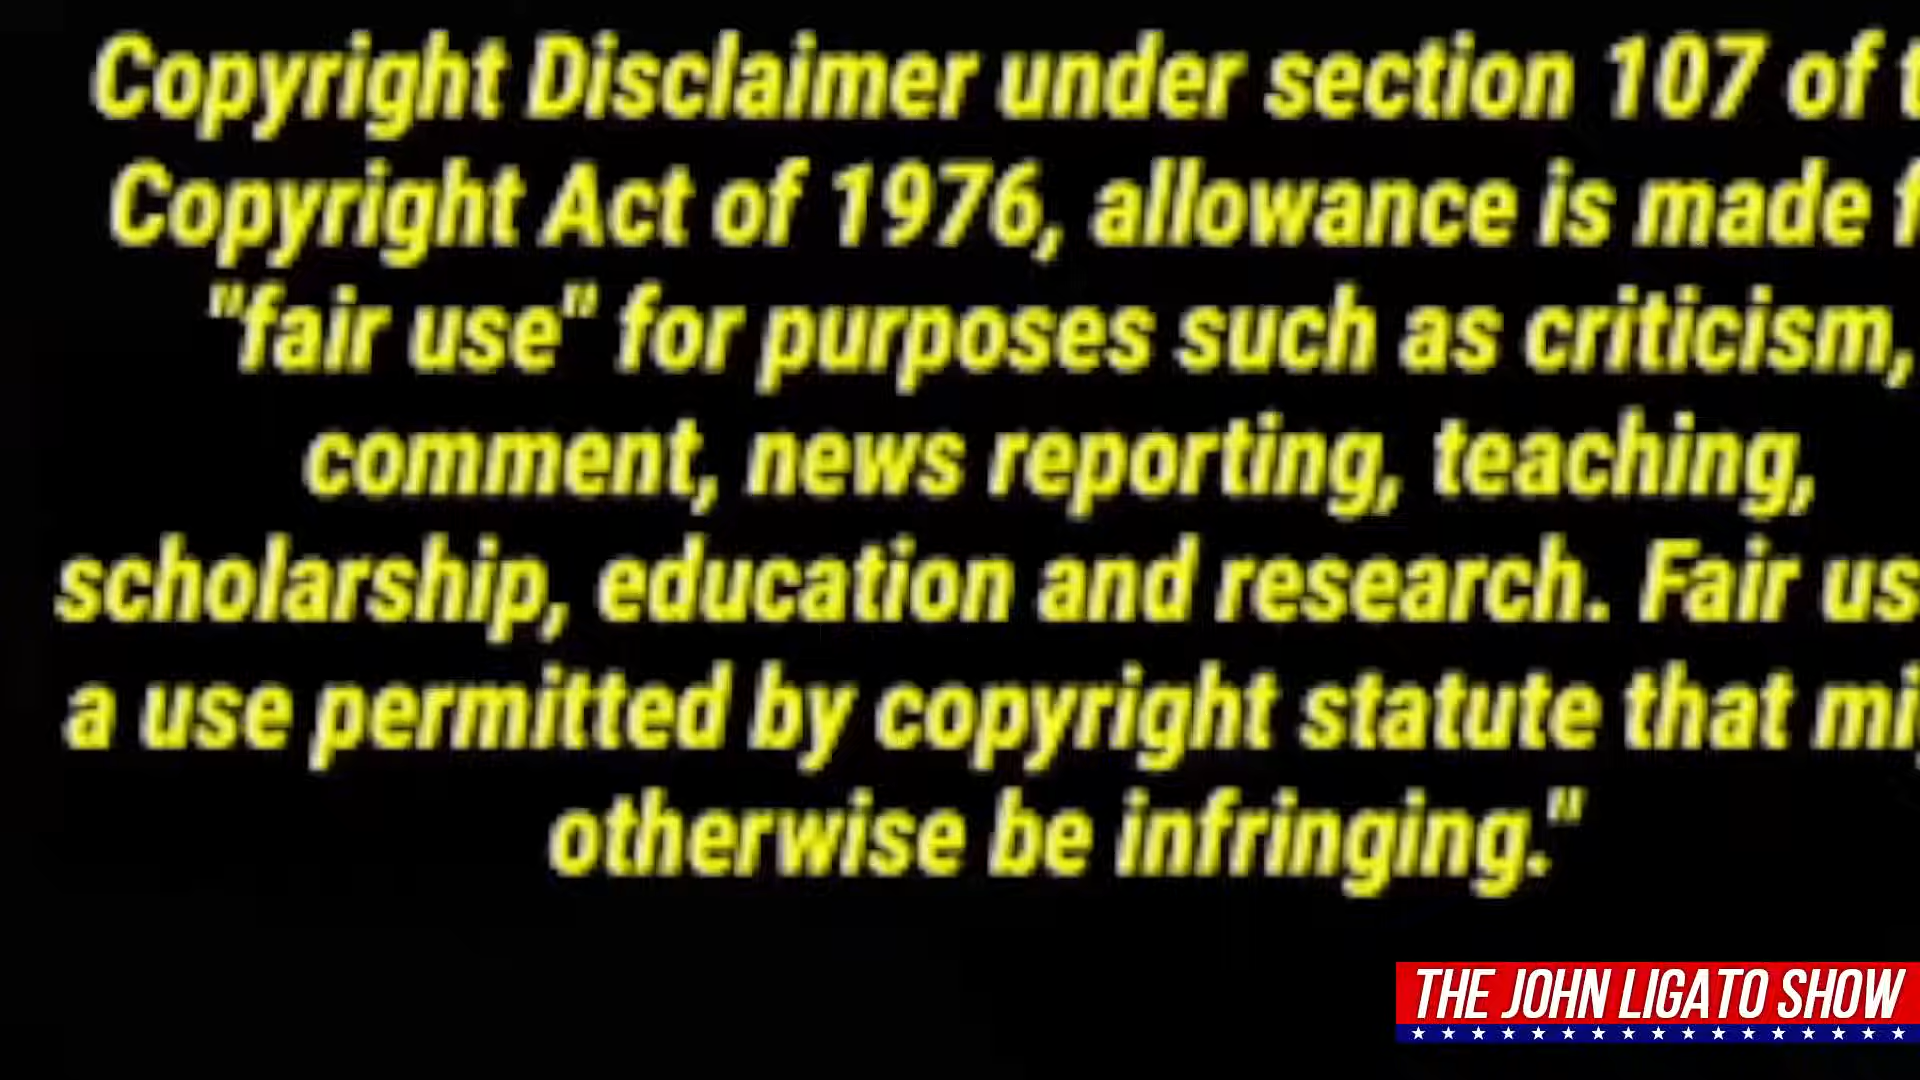 Copyright Disclaimer under section 107 of t
Copyright Act of 1976, allowance is made f
"fair use" for purposes such as criticism,
comment, news reporting, teaching,
scholarship, education and research. Fair us
a use permitted by copyright statute that mi
otherwise be infringing."
THE JOHN LIGATO SHOW